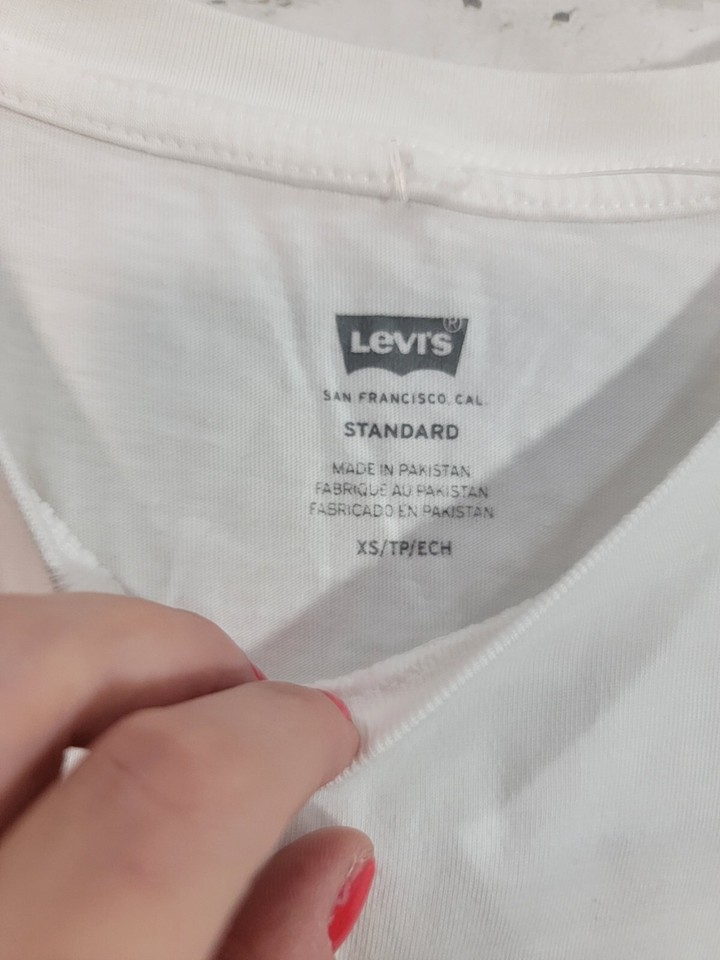 Levi's®
SAN FRANCISCO, CAL.
STANDARD
MADE IN PAKISTAN
FABRIQUE AU PAKISTAN
FABRICADO EN PAKISTAN
XS/TP/ECH